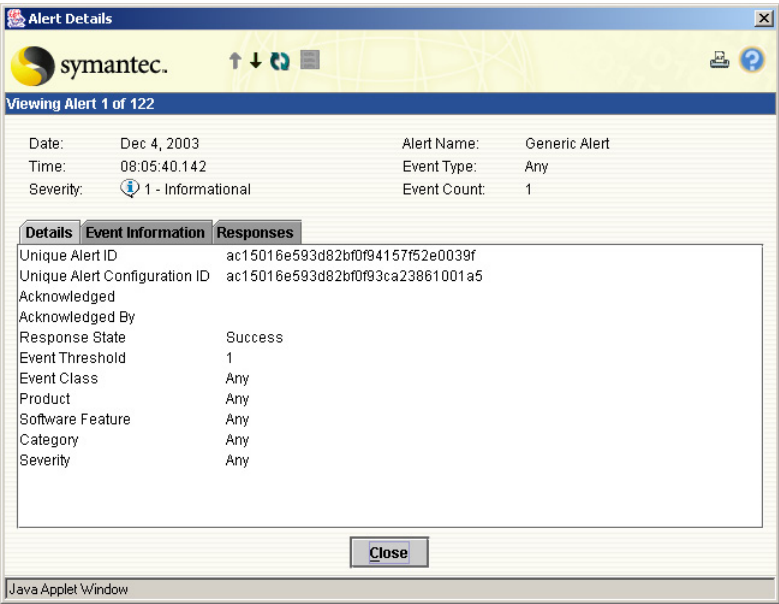 Alert Details
symantec.
?
Viewing Alert 1 of 122
Date: Dec 4, 2003 Alert Name: Generic Alert
Time: 08:05:40.142 Event Type: Any
Severity: 1 - Informational Event Count: 1
Details Event Information Responses
Unique Alert ID ac15016e593d82bf0f94157f52e0039f
Unique Alert Configuration ID ac15016e593d82bf0f93ca23861001a5
Acknowledged
Acknowledged By
Response State Success
Event Threshold 1
Event Class Any
Product Any
Software Feature Any
Category Any
Severity Any
Close
Java Applet Window